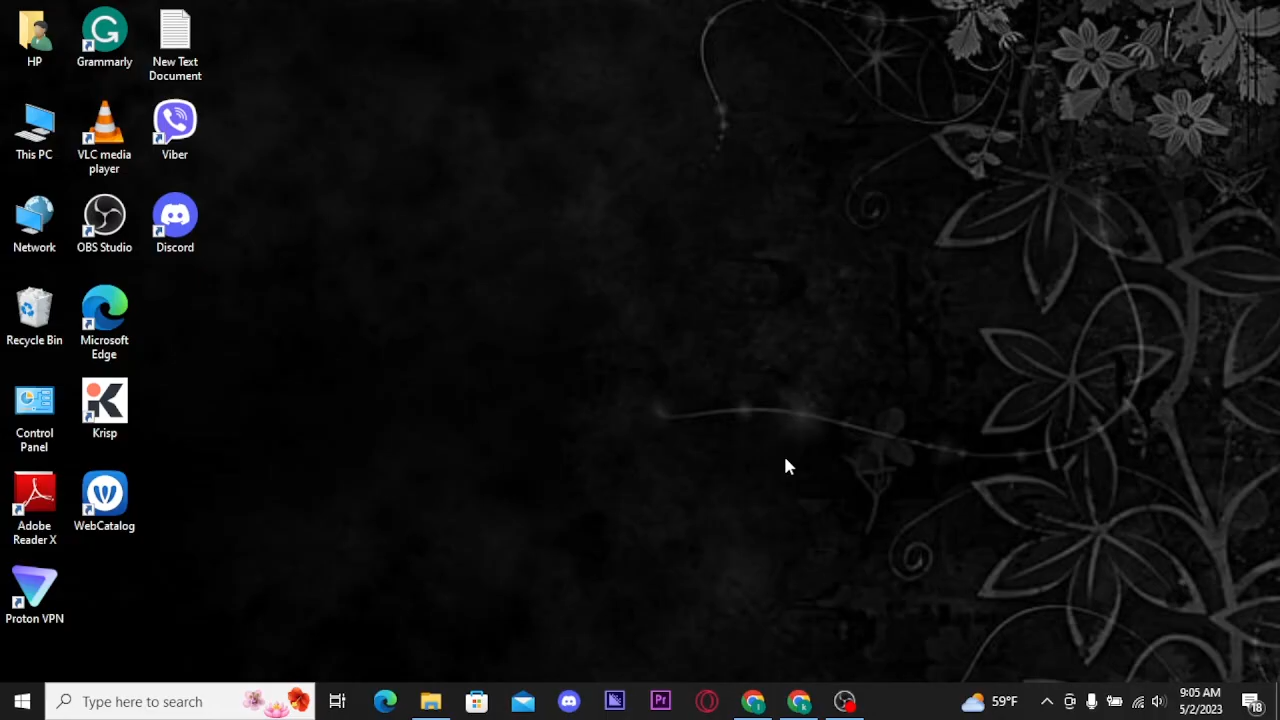 HP
Grammarly
New Text
Document
This PC
VLC media
player
Viber
Network
OBS Studio
Discord
Recycle Bin
Microsoft
Edge
Control
Panel
Krisp
Adobe
Reader X
WebCatalog
Proton VPN
Type here to search
Pr
t
k
59°F
9:05 AM
5/2/2023
18